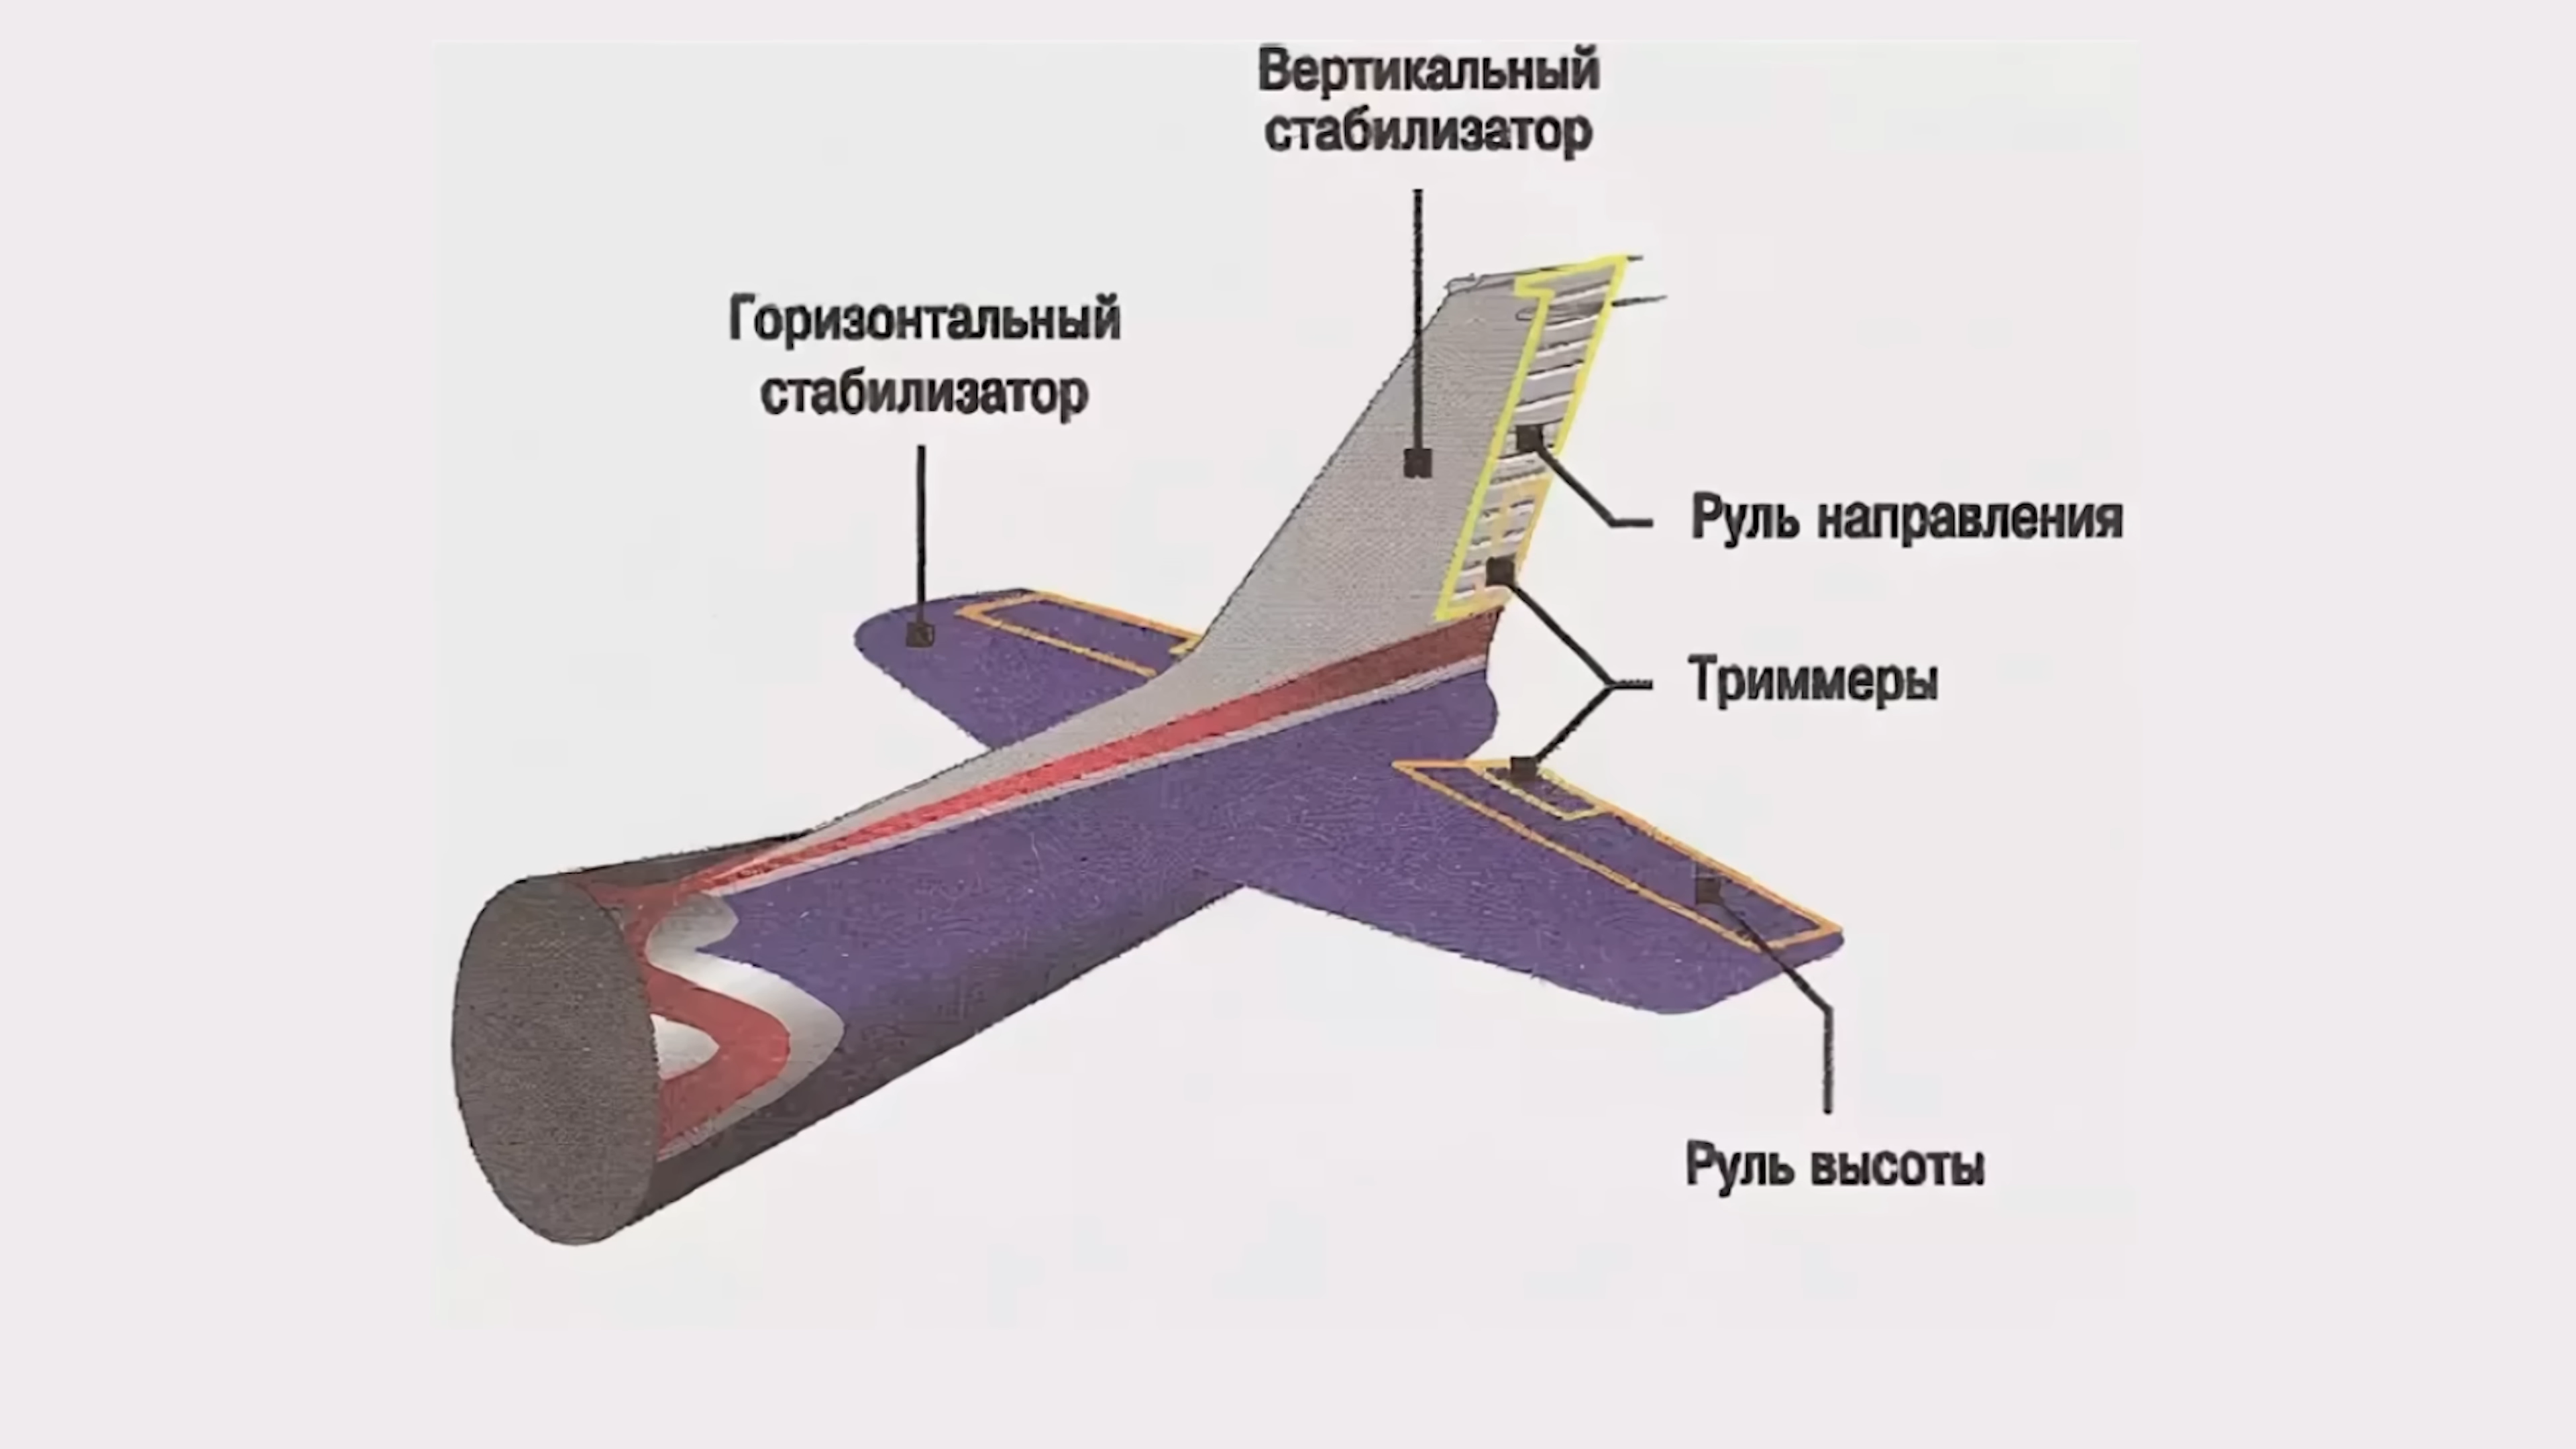 Вертикальный
стабилизатор
Горизонтальный
стабилизатор
Руль направления
Триммеры
Руль высоты